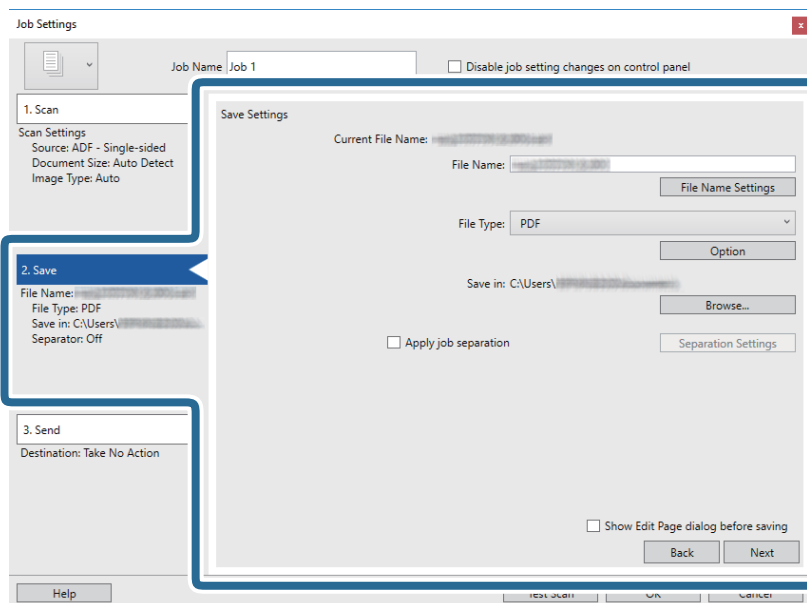 Job Settings
x
Job Name Job 1
Disable job setting changes on control panel
1. Scan
Scan Settings
Source: ADF - Single-sided
Document Size: Auto Detect
Image Type: Auto
2. Save
File Name:
File Type: PDF
Save in: C:\Users\
Separator: Off
3. Send
Destination: Take No Action
Save Settings
Current File Name:
File Name:
File Name Settings
File Type: PDF
Option
Save in: C:\Users\
Browse...
Apply job separation
Separation Settings
Show Edit Page dialog before saving
Back Next
Help Test Scan OK Cancel